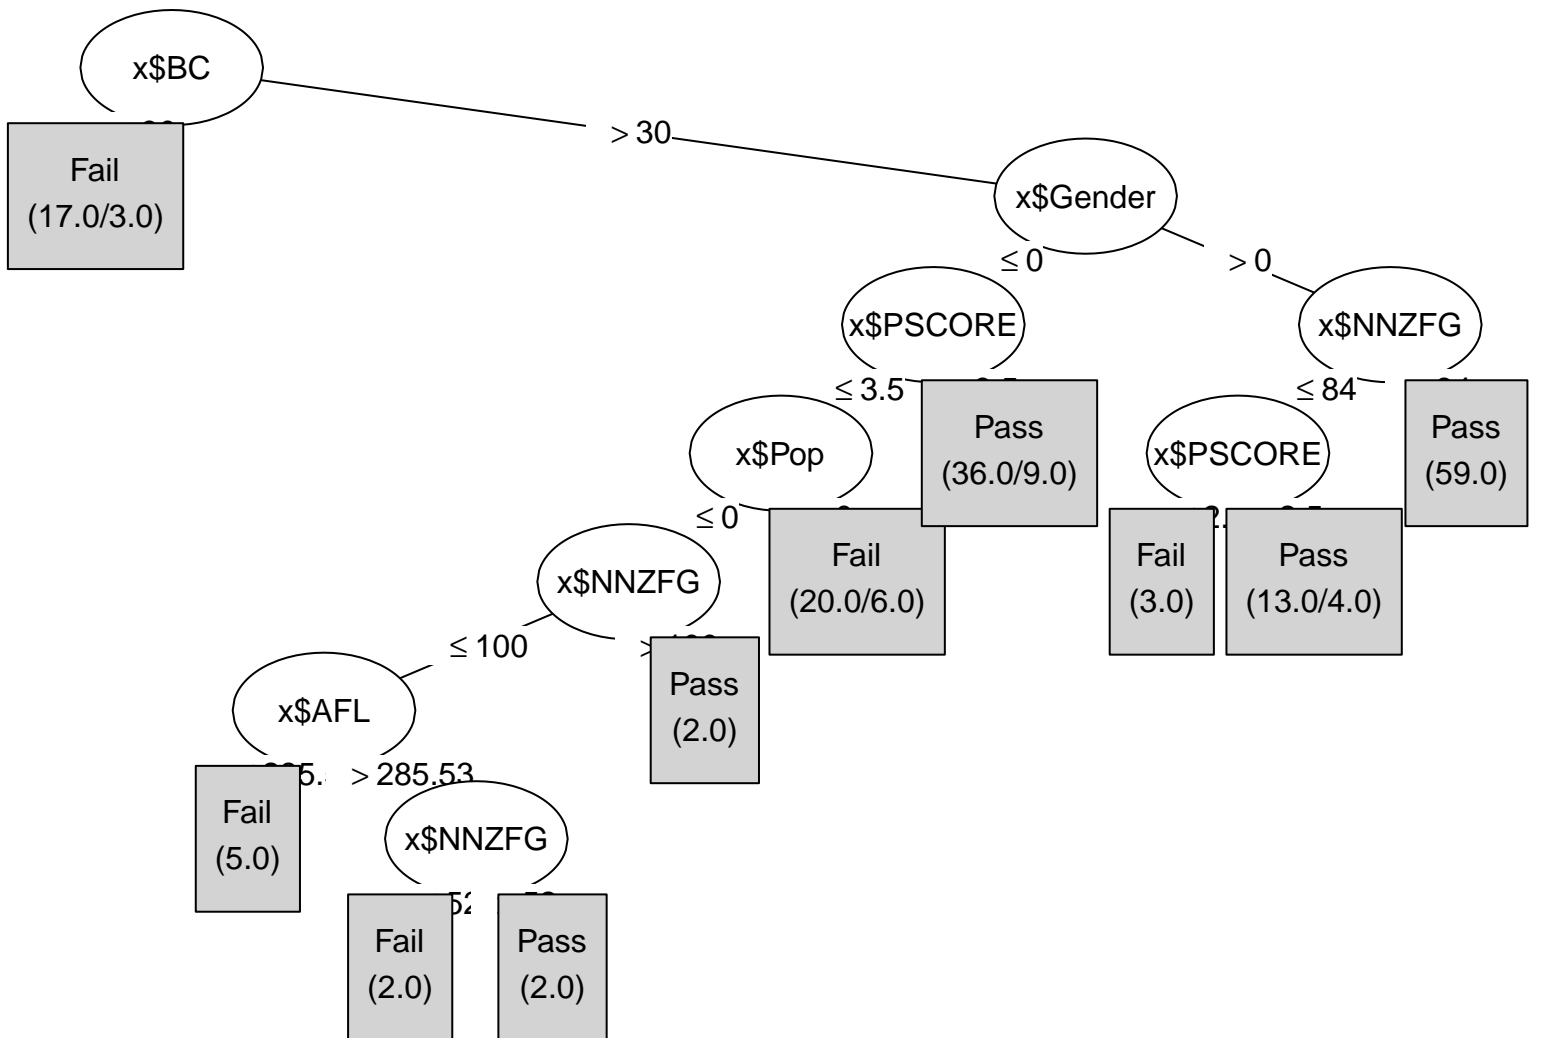 x$BC
> 30
Fail
(17.0/3.0)
x$Gender
≤ 0
> 0
x$PSCORE
x$NNZFG
≤ 3.5
≤ 84
Pass
(36.0/9.0)
Pass
(59.0)
x$Pop
x$PSCORE
≤ 0
Fail
(20.0/6.0)
Fail
(3.0)
Pass
(13.0/4.0)
x$NNZFG
≤ 100
Pass
(2.0)
x$AFL
> 285.53
Fail
(5.0)
x$NNZFG
Fail
(2.0)
Pass
(2.0)